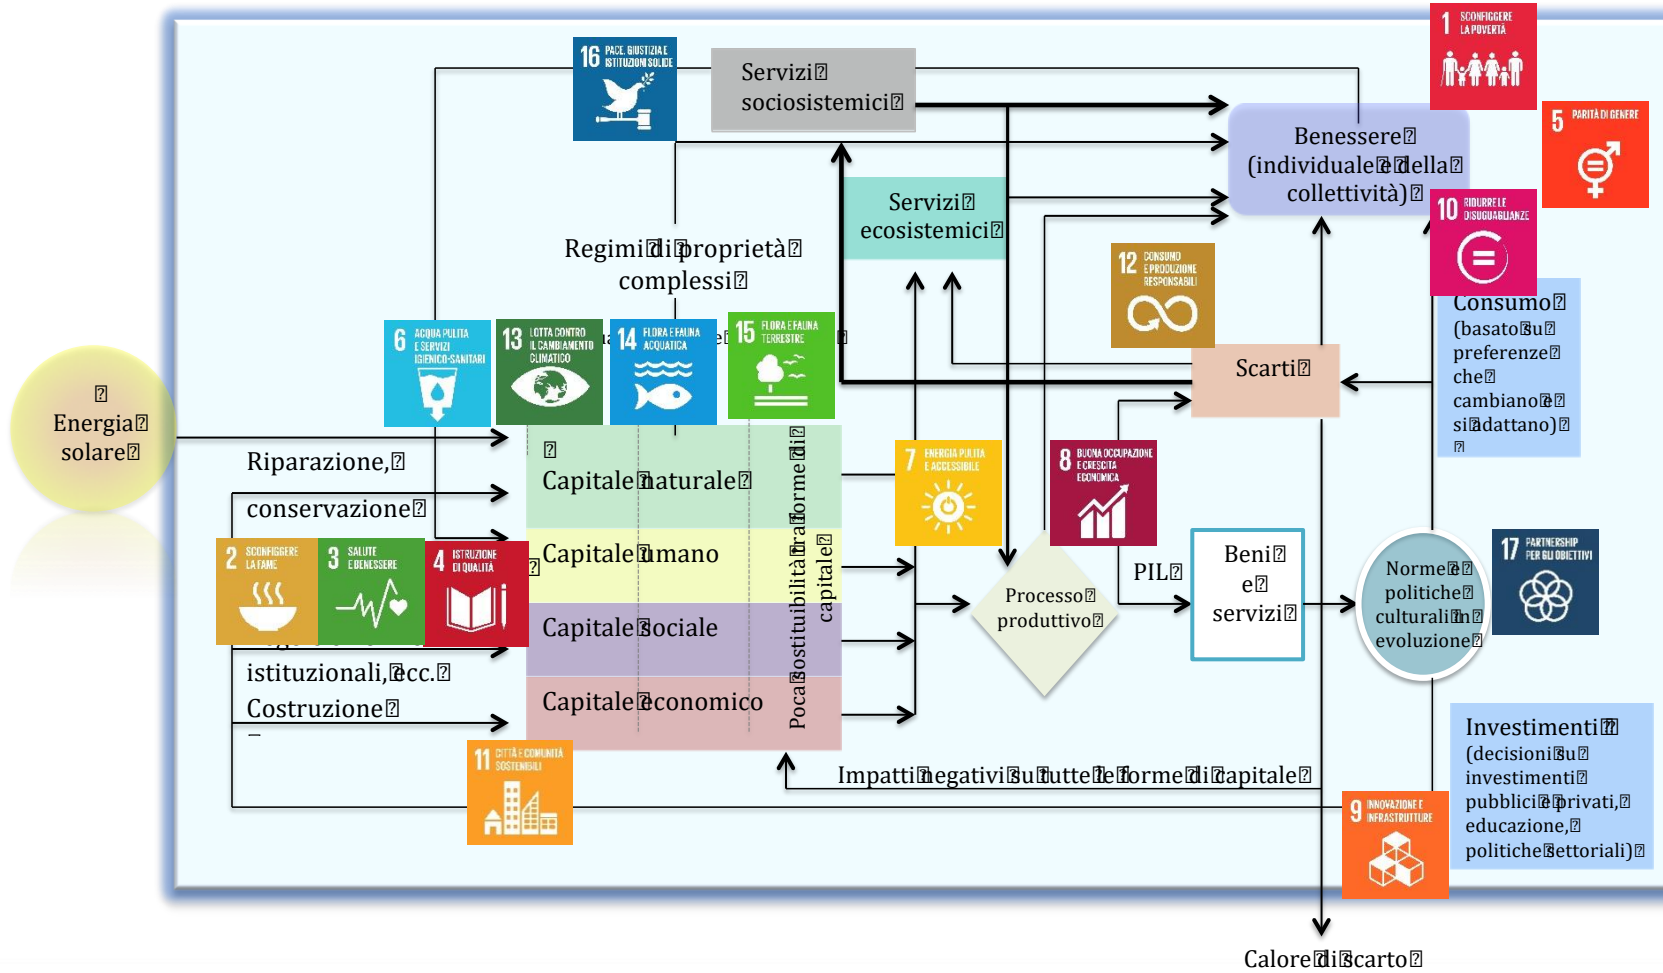 16 PACE, GIUSTIZIA E
ISTITUZIONI SOLIDE
Servizi
sociosistemici
1 SCONFIGGERE
LA POVERTÀ
5 PARITÀ DI GENERE
Benessere
(individuale e della
collettività)
10 RIDURRE LE
DISUGUAGLIANZE
Servizi
ecosistemici
Regimi di proprietà
complessi
12 CONSUMO
E PRODUZIONE
RESPONSABILI
Consumo
(basato su
preferenze
che
cambiano e
si adattano)
6 ACQUA PULITA
E SERVIZI
IGIENICO-SANITARI
13 LOTTA CONTRO
IL CAMBIAMENTO
CLIMATICO
14 FLORA E FAUNA
ACQUATICA
15 FLORA E FAUNA
TERRESTRE
Scarti
Energia
solare
Riparazione,
conservazione
Capitale naturale
Capitale umano
Capitale sociale
Capitale economico
Poca sostituibilità tra forme di
capitale
7 ENERGIA PULITA
E ACCESSIBILE
8 BUONA OCCUPAZIONE
E CRESCITA
ECONOMICA
2 SCONFIGGERE
LA FAME
3 SALUTE
E BENESSERE
4 ISTRUZIONE
DI QUALITÀ
istituzionali, ecc.
Costruzione
Processo
produttivo
PIL
Beni
e
servizi
Norme e
politiche
culturali in
evoluzione
17 PARTNERSHIP
PER GLI OBIETTIVI
11 CITTÀ E COMUNITÀ
SOSTENIBILI
Impatti negativi su tutte le forme di capitale
9 INNOVAZIONE E
INFRASTRUTTURE
Investimenti
(decisioni su
investimenti
pubblici e privati,
educazione,
politiche settoriali)
Calore di scarto